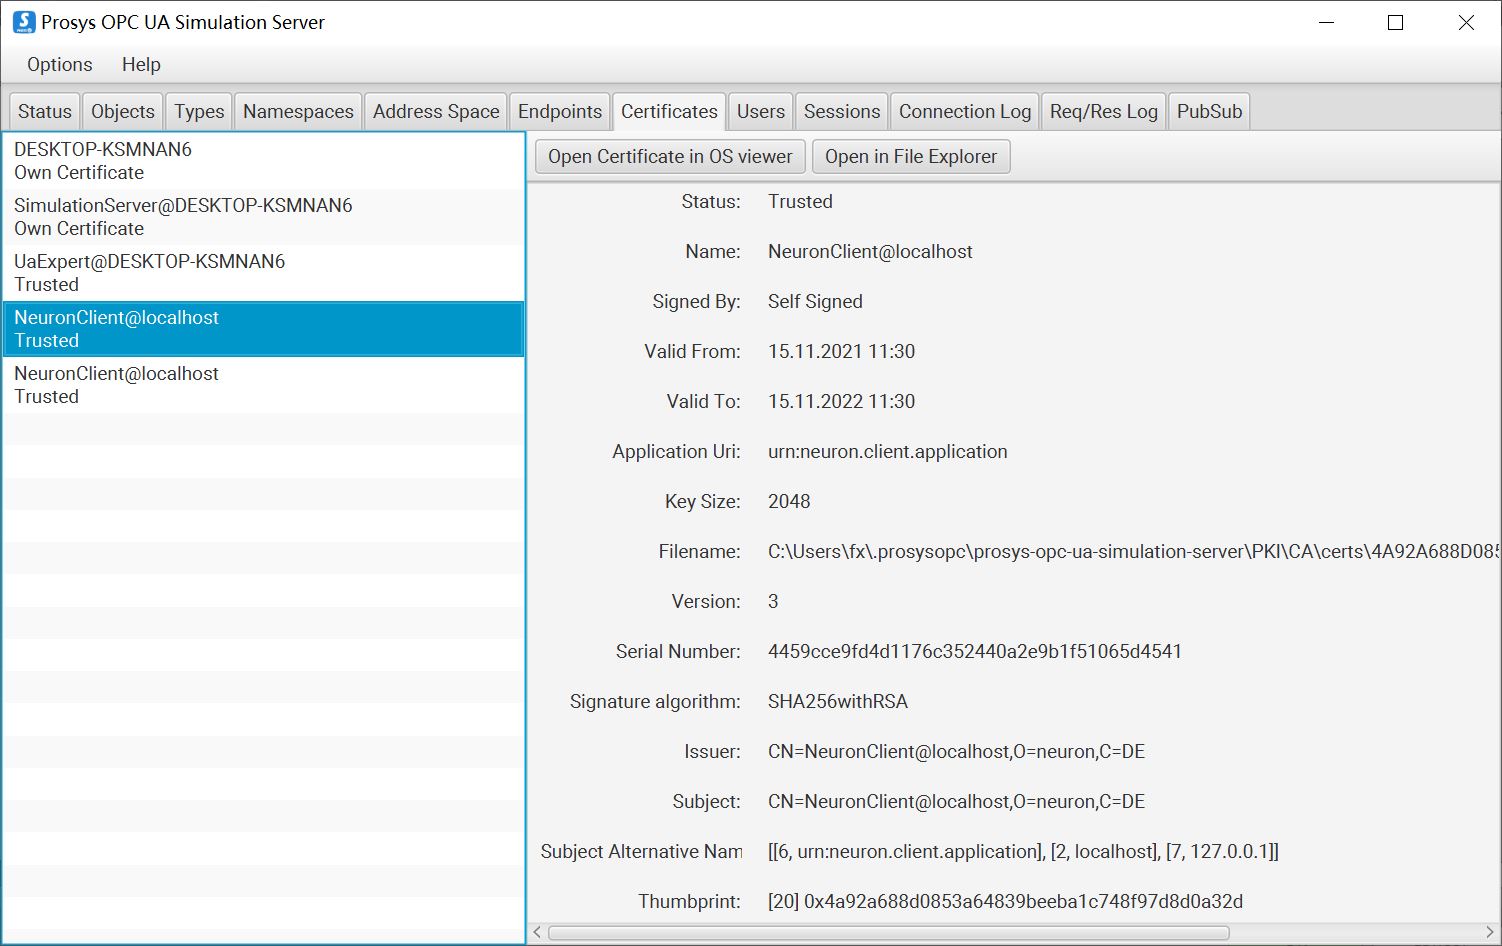 Prosys OPC UA Simulation Server
Options Help
Status Objects Types Namespaces Address Space Endpoints Certificates Users Sessions Connection Log Req/Res Log PubSub
DESKTOP-KSMNAN6
Own Certificate
SimulationServer@DESKTOP-KSMNAN6
Own Certificate
UaExpert@DESKTOP-KSMNAN6
Trusted
NeuronClient@localhost
Trusted
NeuronClient@localhost
Trusted
Open Certificate in OS viewer Open in File Explorer
Status: Trusted
Name: NeuronClient@localhost
Signed By: Self Signed
Valid From: 15.11.2021 11:30
Valid To: 15.11.2022 11:30
Application Uri: urn:neuron.client.application
Key Size: 2048
Filename: C:\Users\fx\.prosysopc\prosys-opc-ua-simulation-server\PKI\CA\certs\4A92A688D085
Version: 3
Serial Number: 4459cce9fd4d1176c352440a2e9b1f51065d4541
Signature algorithm: SHA256withRSA
Issuer: CN=NeuronClient@localhost,O=neuron,C=DE
Subject: CN=NeuronClient@localhost,O=neuron,C=DE
Subject Alternative Nam [[6, urn:neuron.client.application], [2, localhost], [7, 127.0.0.1]]
Thumbprint: [20] 0x4a92a688d0853a64839beeba1c748f97d8d0a32d